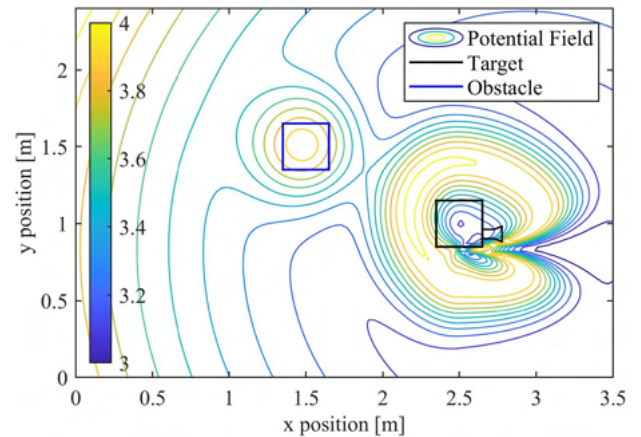 Potential Field
Target
Obstacle
4
3.8
3.6
3.4
3.2
3
2
1.5
1
0.5
0
y position [m]
0 0.5 1 1.5 2 2.5 3 3.5
x position [m]